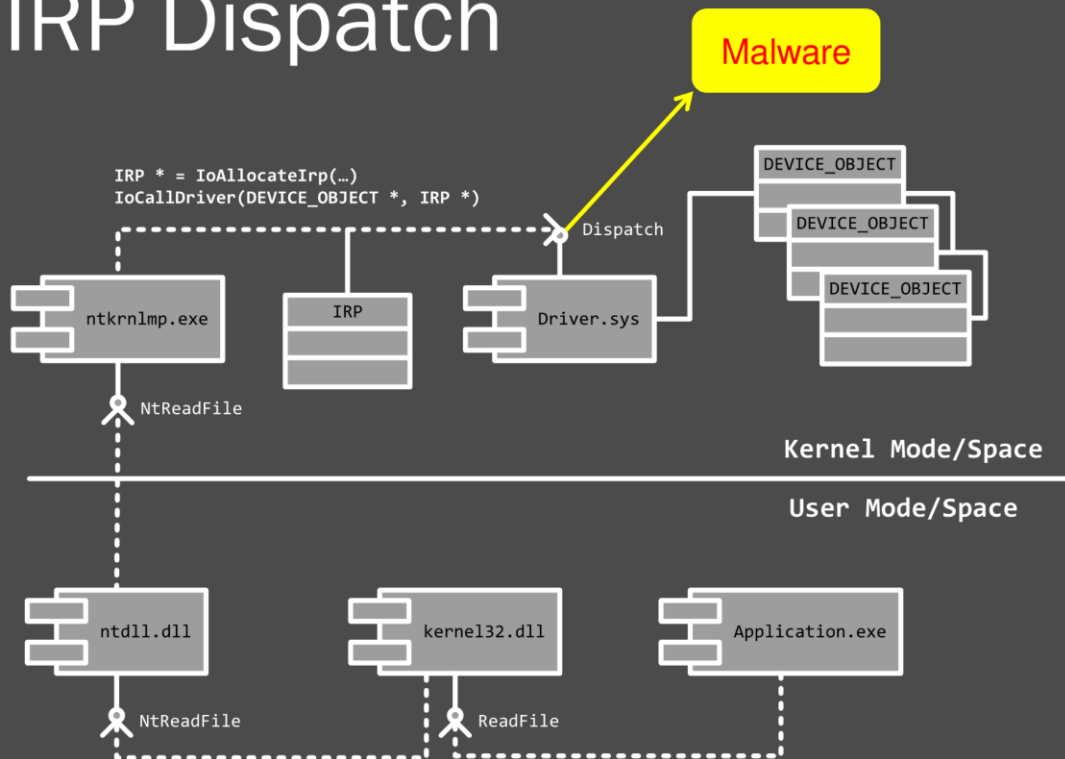 IRP Dispatch
Malware
IRP * = IoAllocateIrp(…)
IoCallDriver(DEVICE_OBJECT *, IRP *)
Dispatch
DEVICE_OBJECT
DEVICE_OBJECT
DEVICE_OBJECT
ntkrnlmp.exe
IRP
Driver.sys
NtReadFile
Kernel Mode/Space
User Mode/Space
ntdll.dll
kernel32.dll
Application.exe
NtReadFile
ReadFile